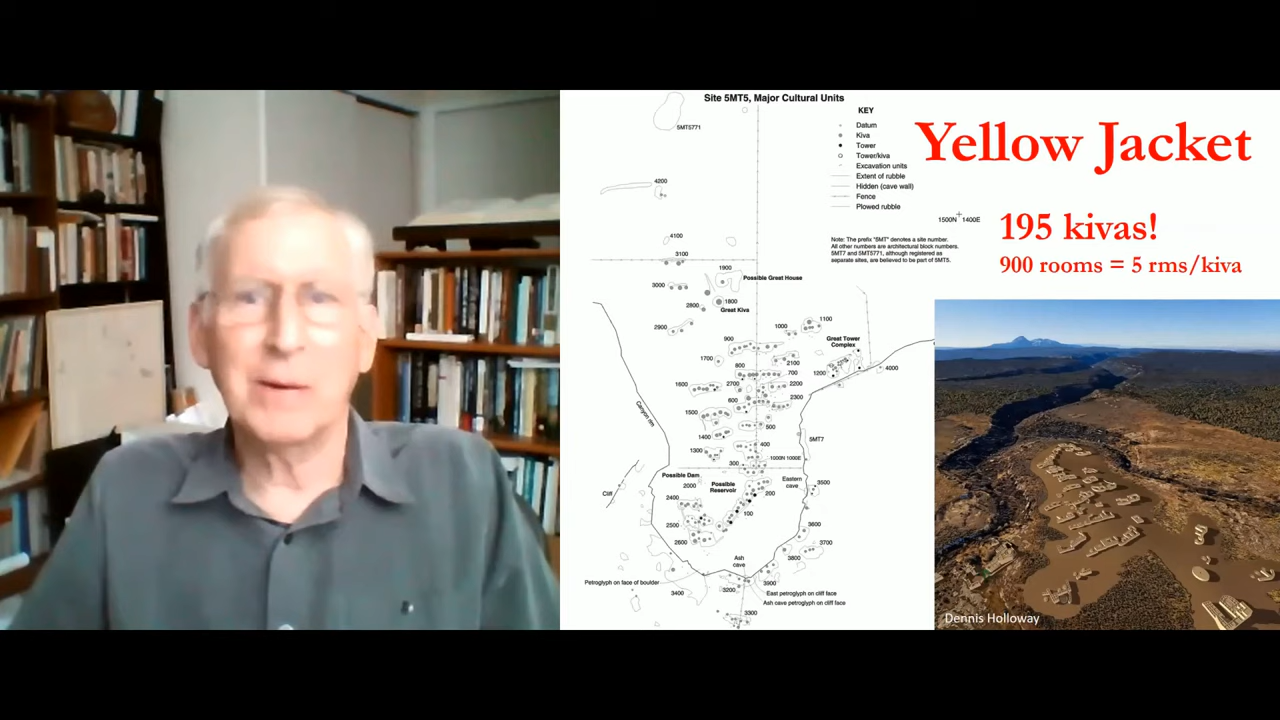 Site 5MT5, Major Cultural Units
KEY
Datum
Kiva
Tower
Tower/kiva
Excavation units
Extent of rubble
Hidden (cave wall)
Fence
Plowed rubble
Note: The prefix "5MT" denotes a site number.
All other numbers are architectural block numbers.
5MT7 and 5MT5771, although registered as
separate sites, are believed to be part of 5MT5.
1500N 1400E
Yellow Jacket
195 kivas!
900 rooms = 5 rms/kiva
5MT5771
4200
4100
3100
1900
Possible Great House
3000
1800
2800
Great Kiva
1100
2900
1000
900
Great Tower
Complex
1700
2100
800
700
1200
4000
1600
2700
2200
600
2300
Canyon rim
1500
500
1400
5MT7
400
1300
300
1000N 1000E
Possible Dam
2000
Possible
Reservoir
Eastern
cave
3500
Cliff
2400
200
100
2500
3600
2600
3700
Ash
cave
3800
Petroglyph on face of boulder
3900
3200
3400
East petroglyph on cliff face
Ash cave petroglyph on cliff face
3300
Dennis Holloway